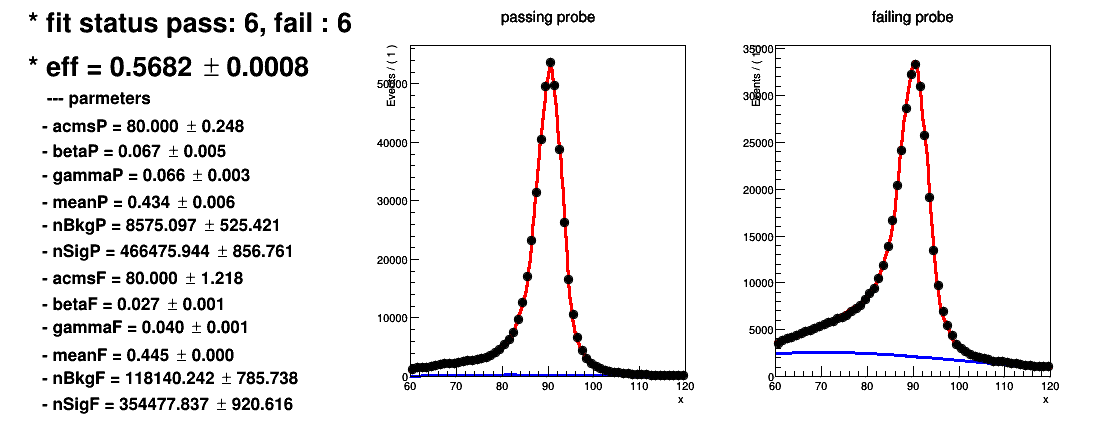 * fit status pass: 6, fail : 6
* eff = 0.5682 ± 0.0008
--- parmeters
- acmsP = 80.000 ± 0.248
- betaP = 0.067 ± 0.005
- gammaP = 0.066 ± 0.003
- meanP = 0.434 ± 0.006
- nBkgP = 8575.097 ± 525.421
- nSigP = 466475.944 ± 856.761
- acmsF = 80.000 ± 1.218
- betaF = 0.027 ± 0.001
- gammaF = 0.040 ± 0.001
- meanF = 0.445 ± 0.000
- nBkgF = 118140.242 ± 785.738
- nSigF = 354477.837 ± 920.616
passing probe
Events / ( 1 )
50000
40000
30000
20000
10000
0
60 70 80 90 100 110 120
x
failing probe
Events / ( 1 )
35000
30000
25000
20000
15000
10000
5000
0
60 70 80 90 100 110 120
x